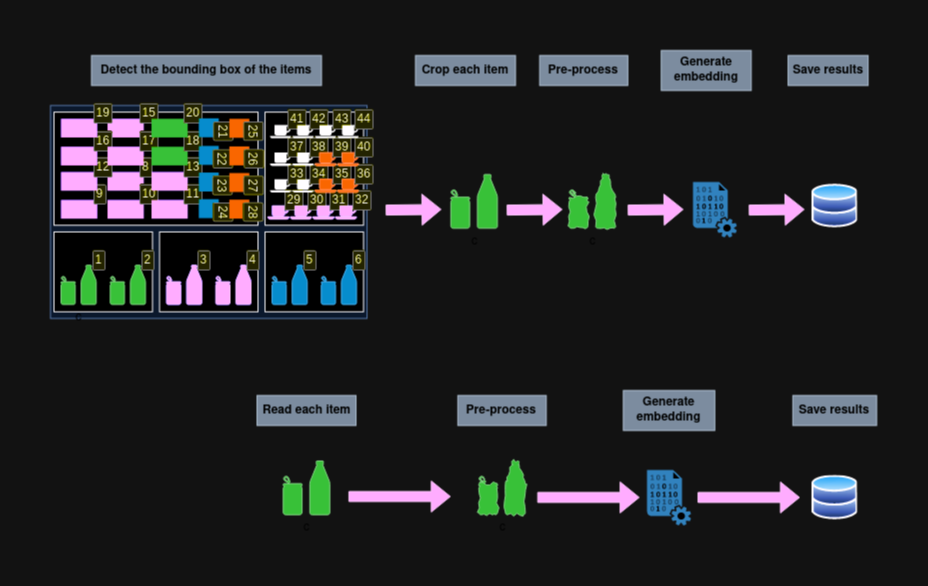 Detect the bounding box of the items
Crop each item
Pre-process
Generate
embedding
Save results
19 15 20
21 25
41 42 43 44
16 17 18
22 26
37 38 39 40
12 8 13
23 27
33 34 35 36
9 10 11
24 28
29 30 31 32
1 2 3 4 5 6
101
01010
10110
10100
010
C
C
C
Read each item
Pre-process
Generate
embedding
Save results
101
01010
10110
10100
010
C
C